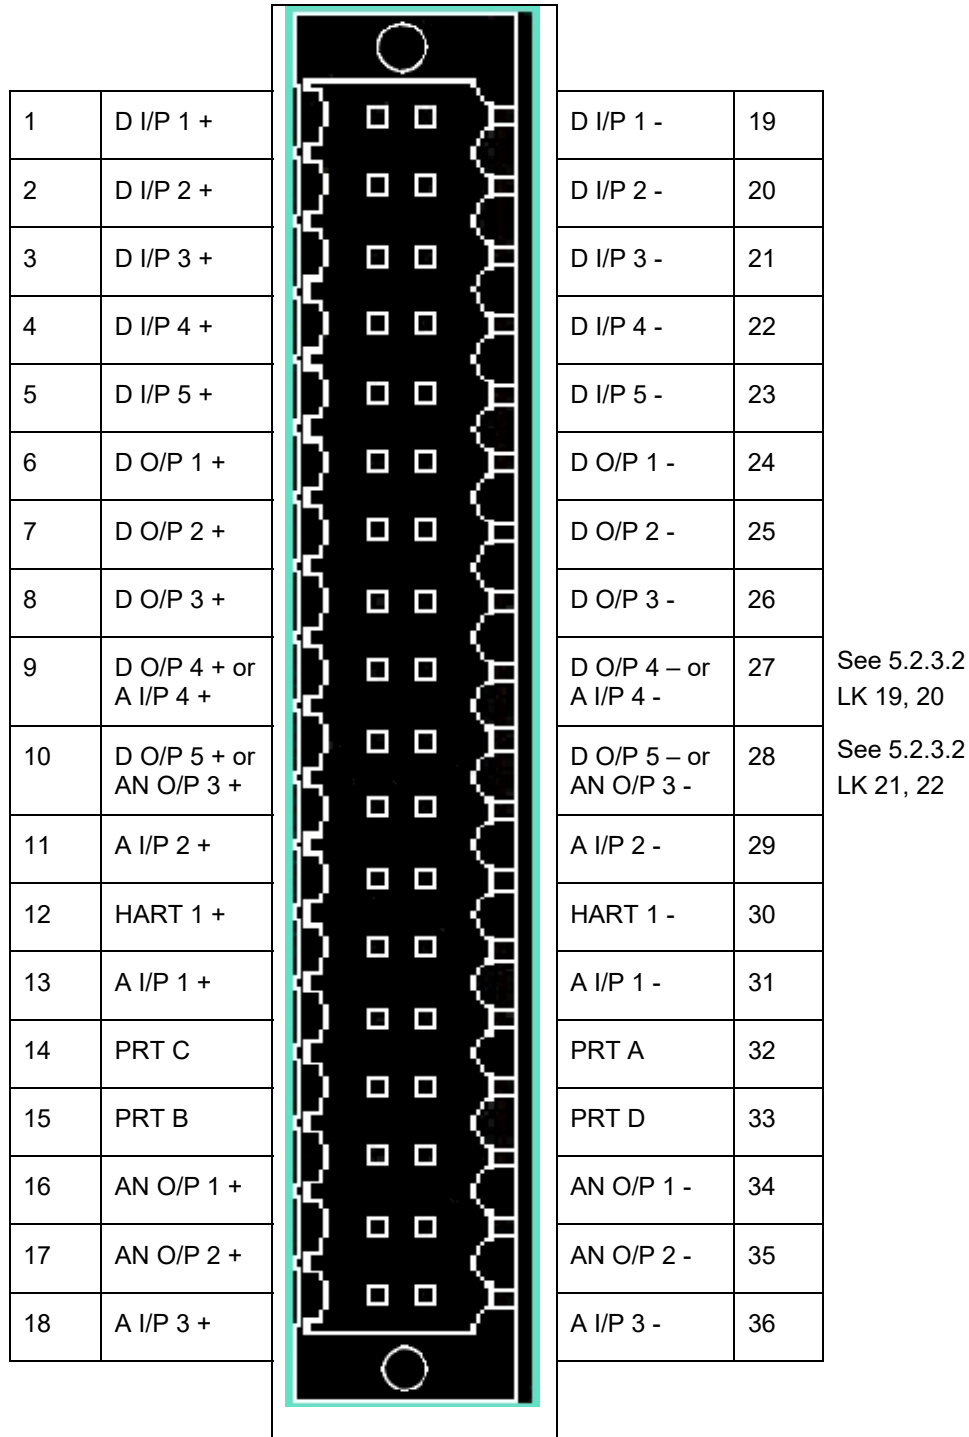 1 D I/P 1 + D I/P 1 - 19
2 D I/P 2 + D I/P 2 - 20
3 D I/P 3 + D I/P 3 - 21
4 D I/P 4 + D I/P 4 - 22
5 D I/P 5 + D I/P 5 - 23
6 D O/P 1 + D O/P 1 - 24
7 D O/P 2 + D O/P 2 - 25
8 D O/P 3 + D O/P 3 - 26
9 D O/P 4 + or D O/P 4 – or 27 See 5.2.3.2
A I/P 4 + A I/P 4 - LK 19, 20
10 D O/P 5 + or D O/P 5 – or 28 See 5.2.3.2
AN O/P 3 + AN O/P 3 - LK 21, 22
11 A I/P 2 + A I/P 2 - 29
12 HART 1 + HART 1 - 30
13 A I/P 1 + A I/P 1 - 31
14 PRT C PRT A 32
15 PRT B PRT D 33
16 AN O/P 1 + AN O/P 1 - 34
17 AN O/P 2 + AN O/P 2 - 35
18 A I/P 3 + A I/P 3 - 36